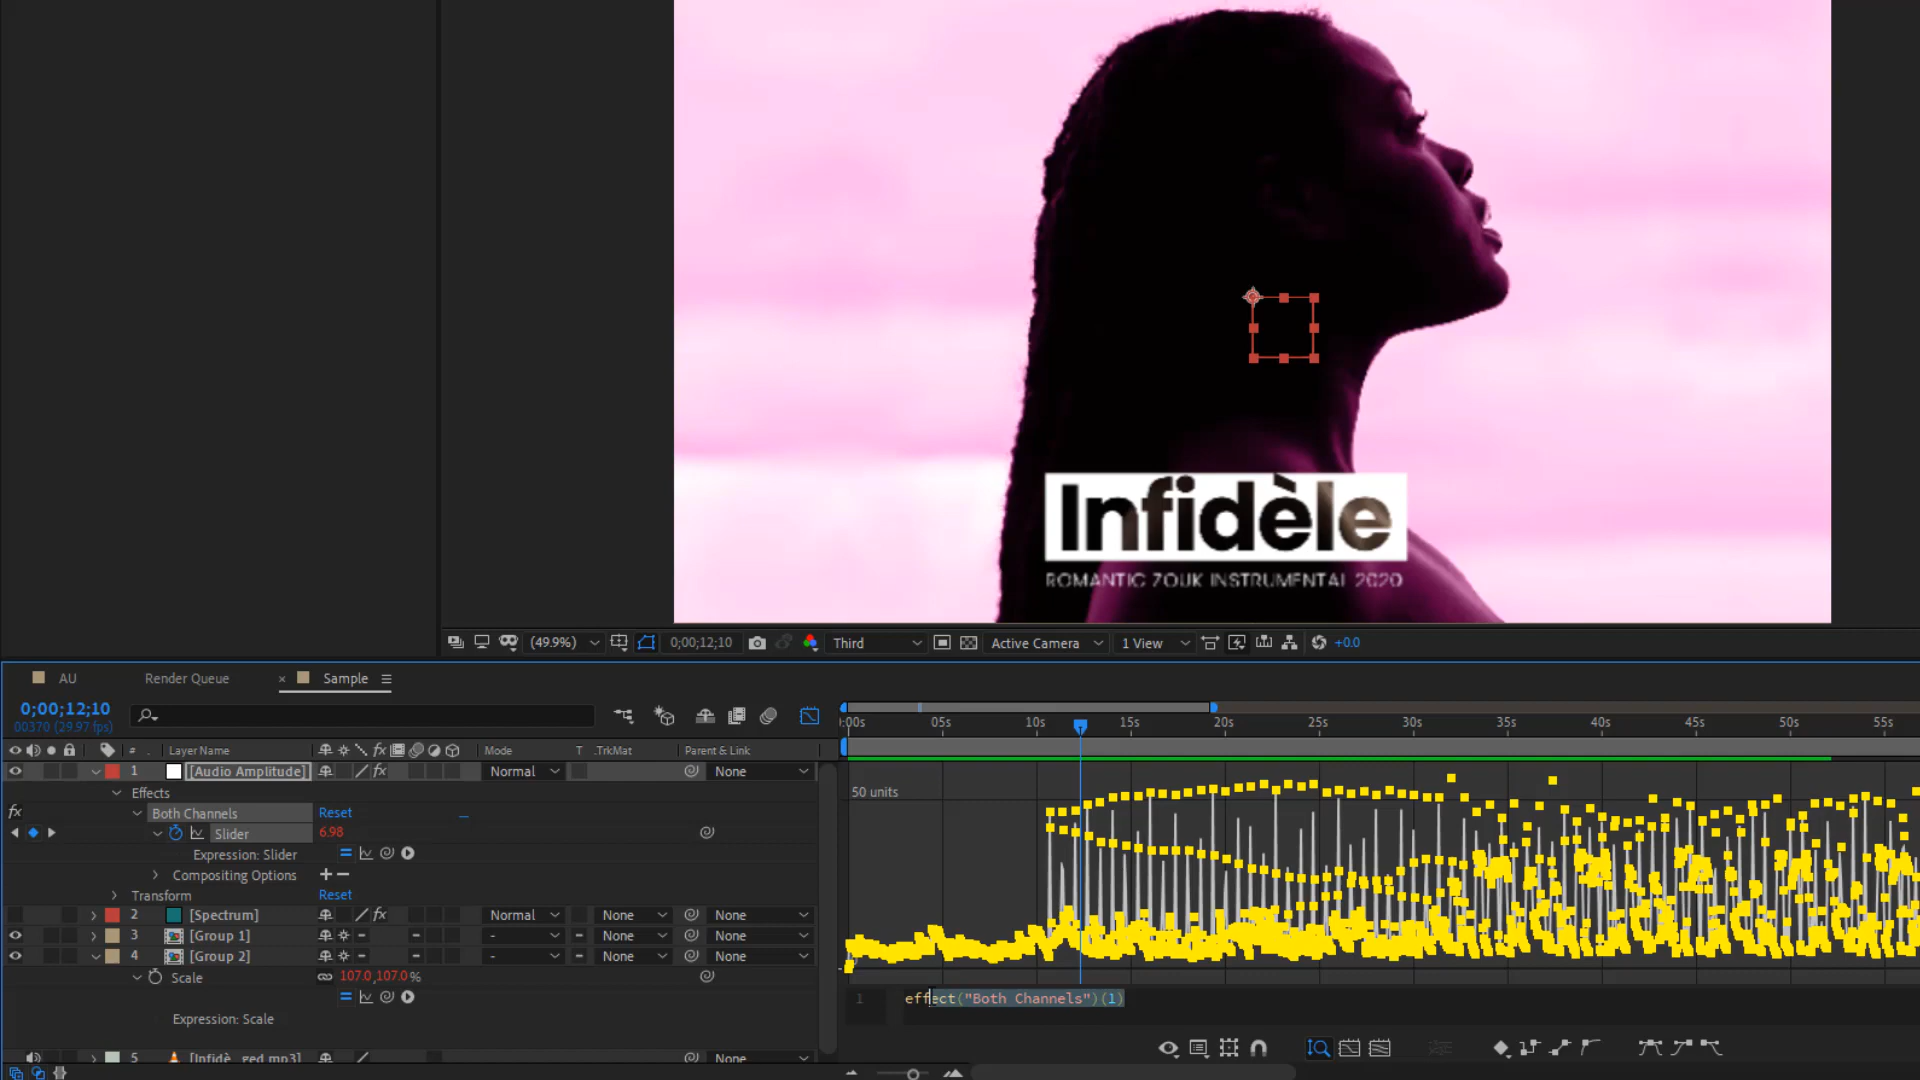 Infidèle
ROMANTIC ZOUK INSTRUMENTAL 2020
(49.9%)
0;00;12;10
Third
Active Camera
1 View
+0.0
AU
Render Queue
× Sample
0;00;12;10
00370 (29.97 fps)
:00s 05s 10s 15s 20s 25s 30s 35s 40s 45s 50s 55s
# Layer Name
Mode T .TrkMat Parent & Link
1 [Audio Amplitude] fx Normal None
Effects
fx Both Channels Reset
Slider 6.98
Expression: Slider
Compositing Options + −
Transform Reset
2 [Spectrum] fx Normal None None
3 [Group 1] - None None
4 [Group 2] - None None
Scale 107.0,107.0 %
Expression: Scale
5 [Infidè_ged.mp3] None
50 units
1 effect("Both Channels")(1)